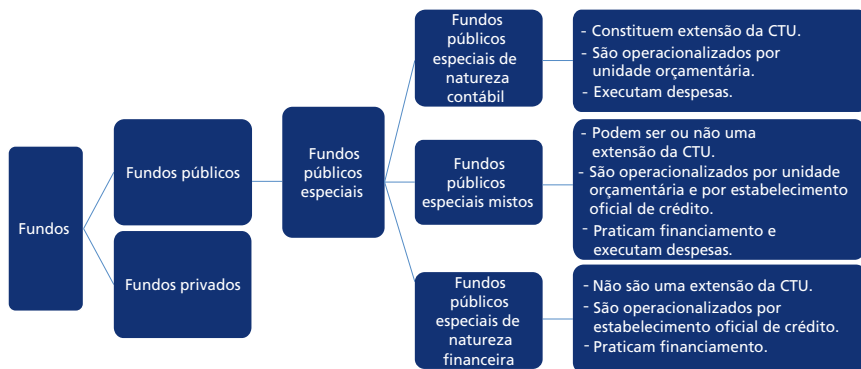 Fundos
Fundos públicos
Fundos privados
Fundos
públicos
especiais
Fundos
públicos
especiais de
natureza
contábil
- Constituem extensão da CTU.
- São operacionalizados por
unidade orçamentária.
- Executam despesas.
Fundos
públicos
especiais mistos
- Podem ser ou não uma
extensão da CTU.
- São operacionalizados por unidade
orçamentária e por estabelecimento
oficial de crédito.
- Praticam financiamento e
executam despesas.
Fundos
públicos
especiais de
natureza
financeira
- Não são uma extensão da CTU.
- São operacionalizados por
estabelecimento oficial de crédito.
- Praticam financiamento.